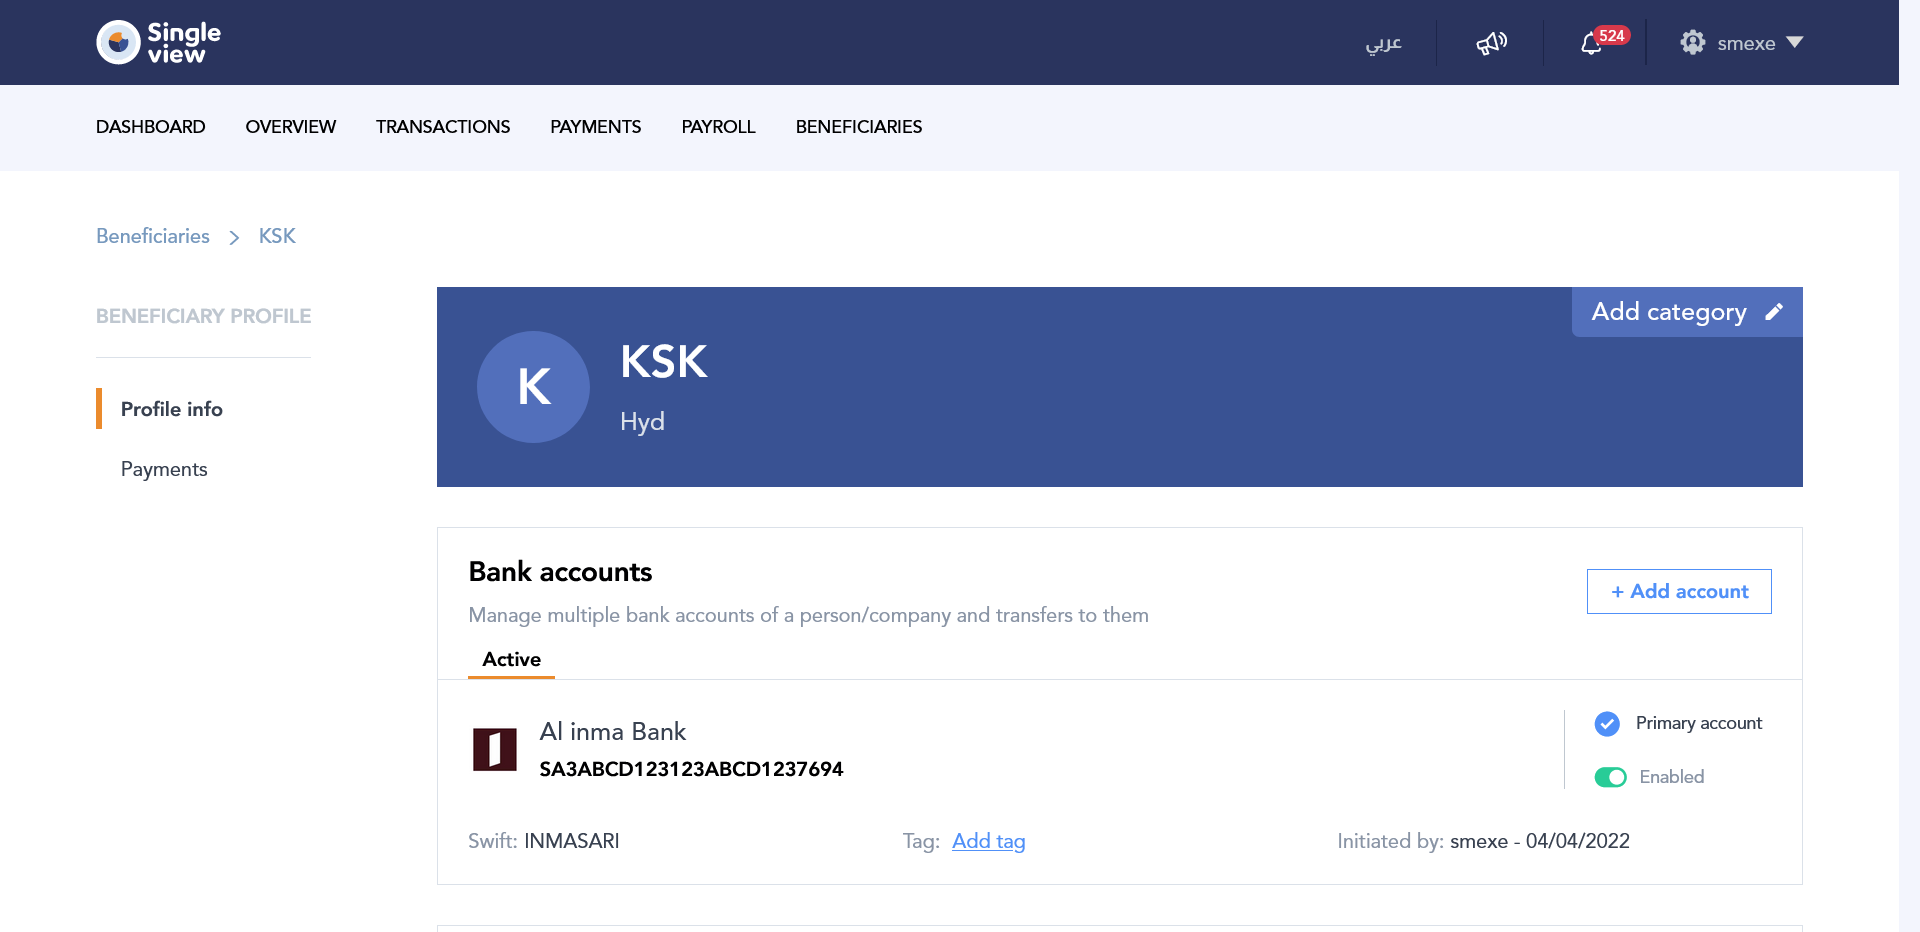 Single
view
عربي
524
smexe
DASHBOARD OVERVIEW TRANSACTIONS PAYMENTS PAYROLL BENEFICIARIES
Beneficiaries > KSK
BENEFICIARY PROFILE
Profile info
Payments
Add category
K
KSK
Hyd
Bank accounts
Manage multiple bank accounts of a person/company and transfers to them
+ Add account
Active
Al inma Bank
SA3ABCD123123ABCD1237694
Primary account
Enabled
Swift: INMASARI
Tag: Add tag
Initiated by: smexe - 04/04/2022